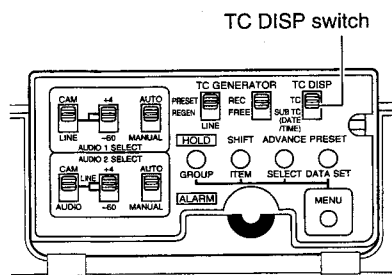 TC DISP switch
TC GENERATOR TC DISP
CAM +4 AUTO
PRESET REC TC
REGEN FREE SUB TC
(DATE
/TIME)
LINE -60 MANUAL LINE
AUDIO 1 SELECT
AUDIO 2 SELECT
HOLD SHIFT ADVANCE PRESET
CAM LINE +4 AUTO
GROUP ITEM SELECT DATA SET
AUDIO -60 MANUAL
ALARM MENU